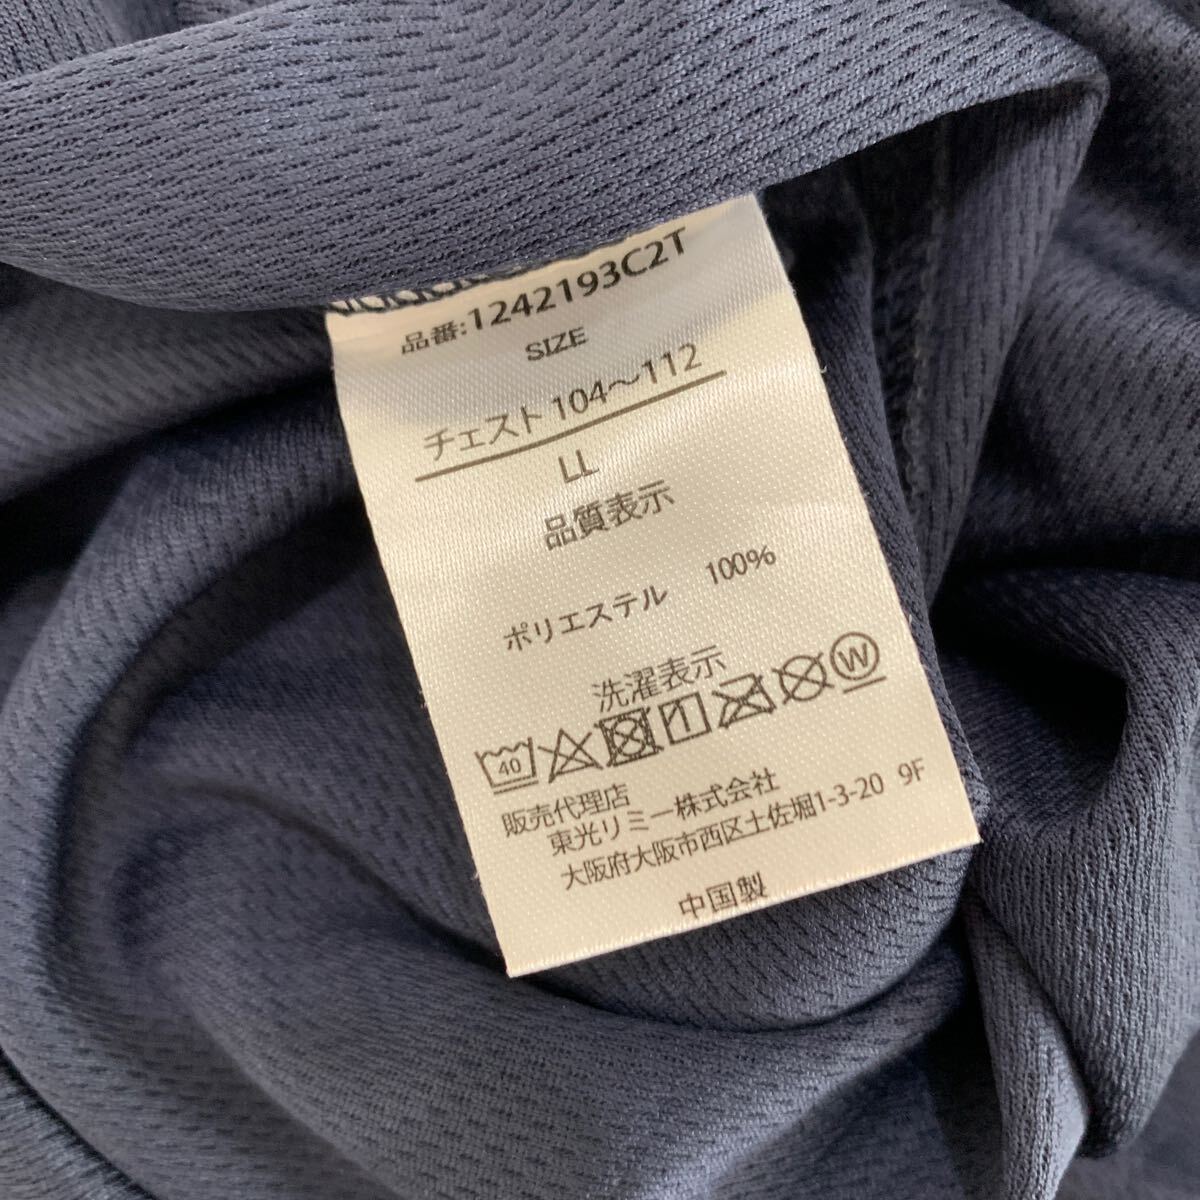 品番:1242193C2T
SIZE
チェスト 104〜112
LL
品質表示
ポリエステル 100%
洗濯表示
40 W
販売代理店
東光リミー株式会社
大阪府大阪市西区土佐堀1-3-20 9F
中国製